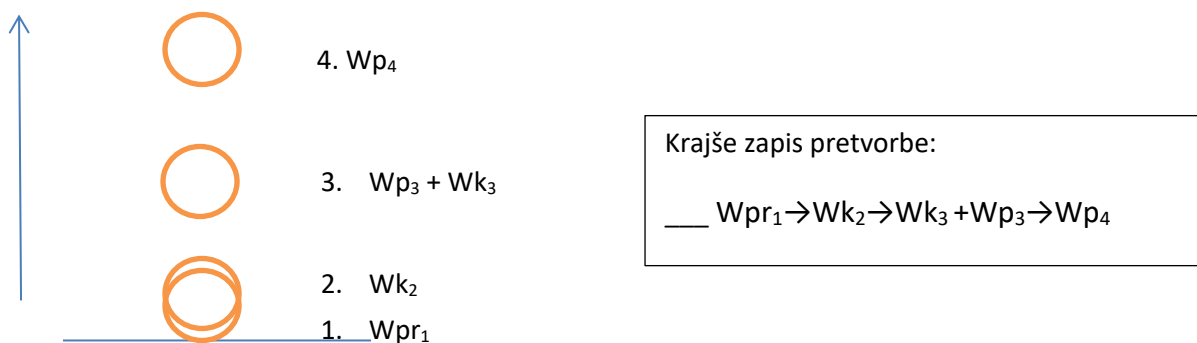 4. Wp₄
3. Wp₃ + Wk₃
2. Wk₂
1. Wpr₁
Krajše zapis pretvorbe:
___ Wpr₁→Wk₂→Wk₃ +Wp₃→Wp₄